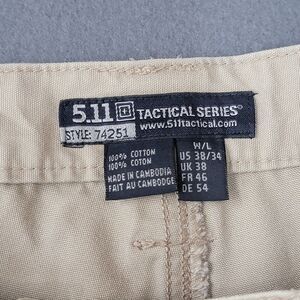 5.11 TACTICAL SERIES®
www.511tactical.com
STYLE: 74251
100% COTTON
100% COTON
MADE IN CAMBODIA
FAIT AU CAMBODGE
W/L
US 38/34
UK 38
FR 46
DE 54